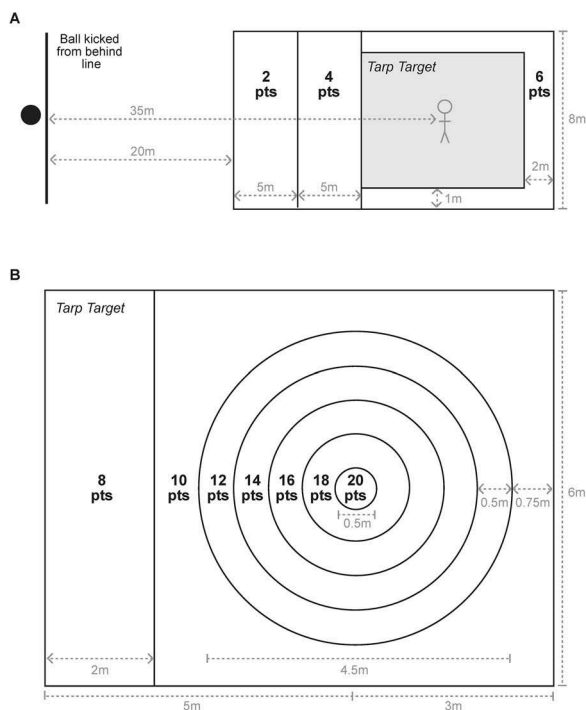 A
Ball kicked
from behind
line
2
pts
4
pts
Tarp Target
6
pts
35m
20m
8m
2m
5m
5m
1m
B
Tarp Target
8
pts
10
pts
12
pts
14
pts
16
pts
18
pts
20
pts
0.5m
0.5m
0.75m
6m
2m
4.5m
5m
3m